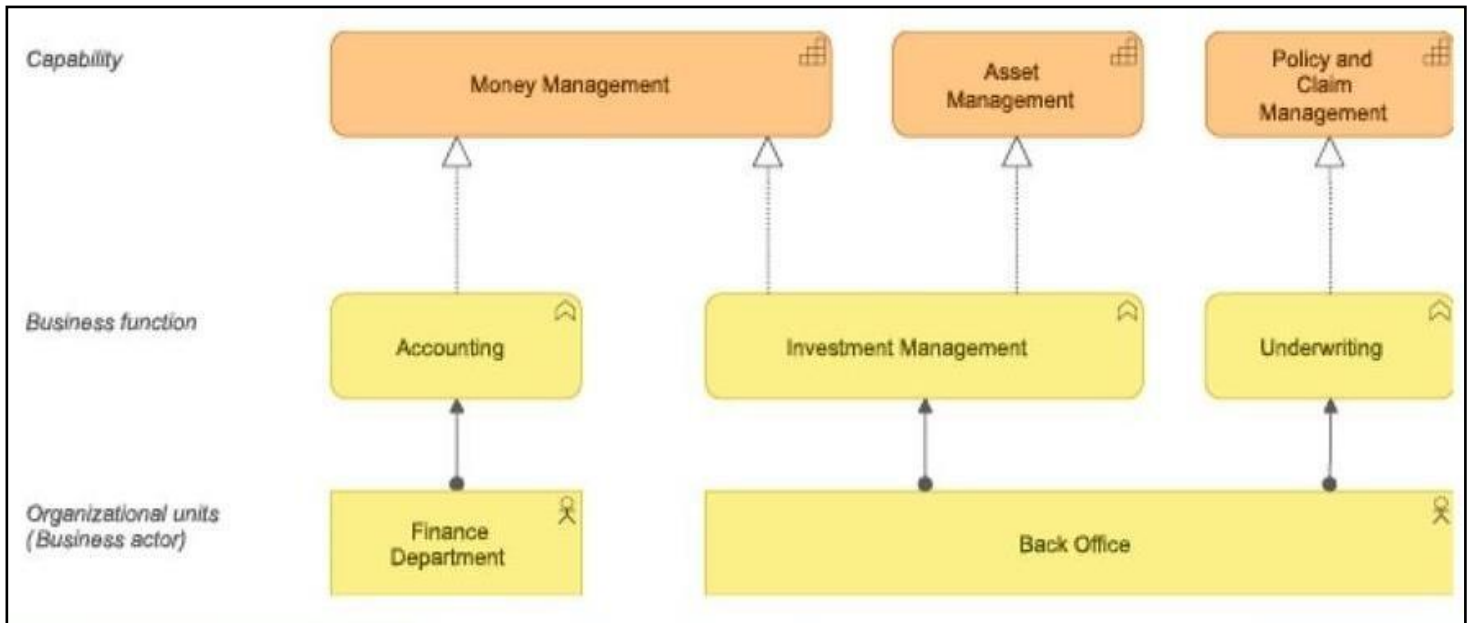 Capability
Money Management
Asset
Management
Policy and
Claim
Management
Business function
Accounting
Investment Management
Underwriting
Organizational units
(Business actor)
Finance
Department
Back Office